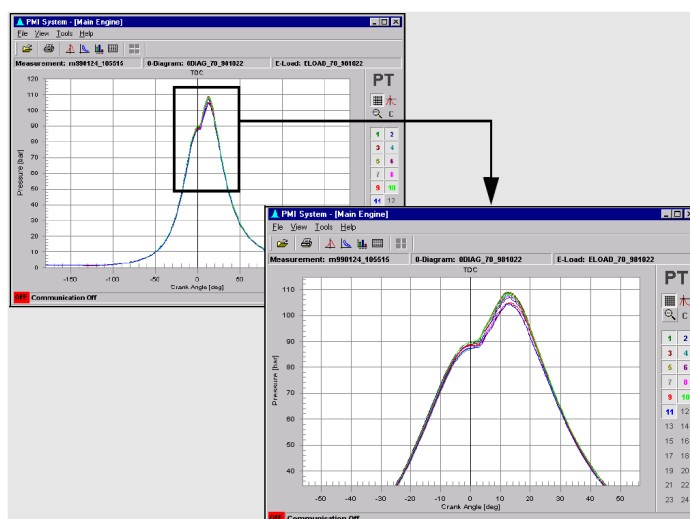 PMI System - [Main Engine]
File View Tools Help
Measurement: m990124_105515 0-Diagram: 0DIAG_70_981022 E-Load: ELOAD_70_981022
TDC
PT
C
120
110
100
90
80
70
60
50
40
30
20
10
0
Pressure [bar]
-150 -100 -50 0 50
Crank Angle [deg]
1 2
3 4
5 6
7 8
9 10
11 12
OFF Communication Off
PMI System - [Main Engine]
File View Tools Help
Measurement: m990124_105515 0-Diagram: 0DIAG_70_981022 E-Load: ELOAD_70_981022
TDC
PT
C
110
100
90
80
70
60
50
40
Pressure [bar]
-50 -40 -30 -20 -10 0 10 20 30 40 50
Crank Angle [deg]
1 2
3 4
5 6
7 8
9 10
11 12
13 14
15 16
17 18
19 20
21 22
23 24
OFF Communication Off